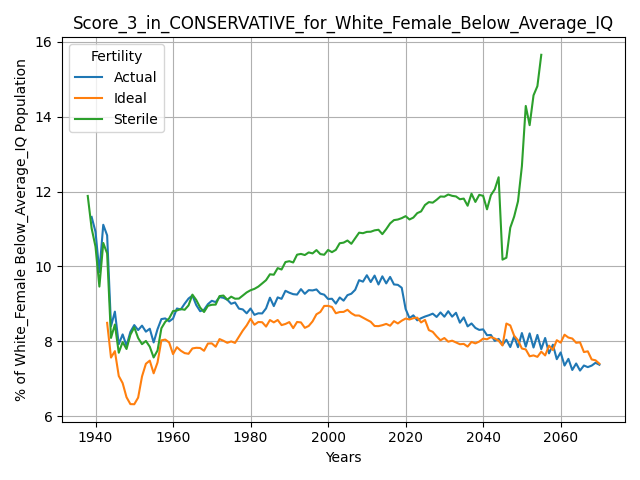 Score_3_in_CONSERVATIVE_for_White_Female_Below_Average_IQ
% of White_Female Below_Average_IQ Population
16
14
12
10
8
6
Fertility
Actual
Ideal
Sterile
1940 1960 1980 2000 2020 2040 2060
Years